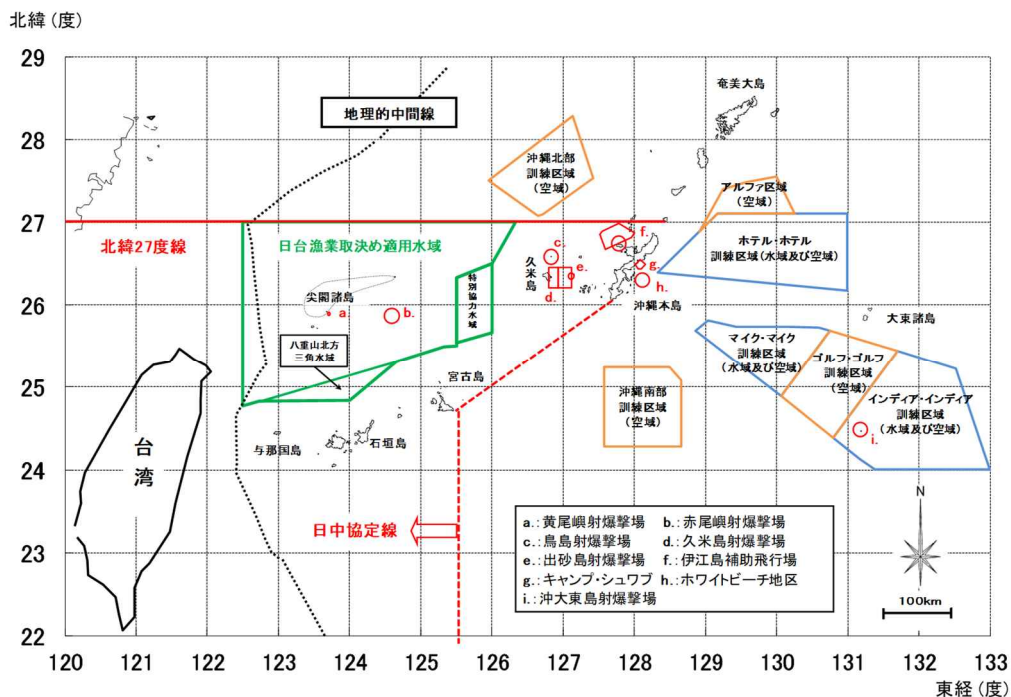 北緯(度)
29
28
27
26
25
24
23
22
120
121
122
123
124
125
126
127
128
129
130
131
132
133
東経(度)
地理的中間線
奄美大島
沖縄北部
訓練区域
(空域)
アルファ区域
(空域)
北緯27度線
日台漁業取決め適用水域
ホテル・ホテル
訓練区域(水域及び空域)
c.
f.
e.
g.
d.
h.
久米島
沖縄本島
特別協力水域
尖閣諸島
a.
b.
大東諸島
八重山北方
三角水域
マイク・マイク
訓練区域
(水域及び空域)
ゴルフ・ゴルフ
訓練区域
(空域)
宮古島
沖縄南部
訓練区域
(空域)
インディア・インディア
訓練区域
(水域及び空域)
i.
台湾
与那国島
石垣島
日中協定線
N
a.:黄尾嶼射爆撃場 b.:赤尾嶼射爆撃場
c.:鳥島射爆撃場 d.:久米島射爆撃場
e.:出砂島射爆撃場 f.:伊江島補助飛行場
g.:キャンプ・シュワブ h.:ホワイトビーチ地区
i.:沖大東島射爆撃場
100km